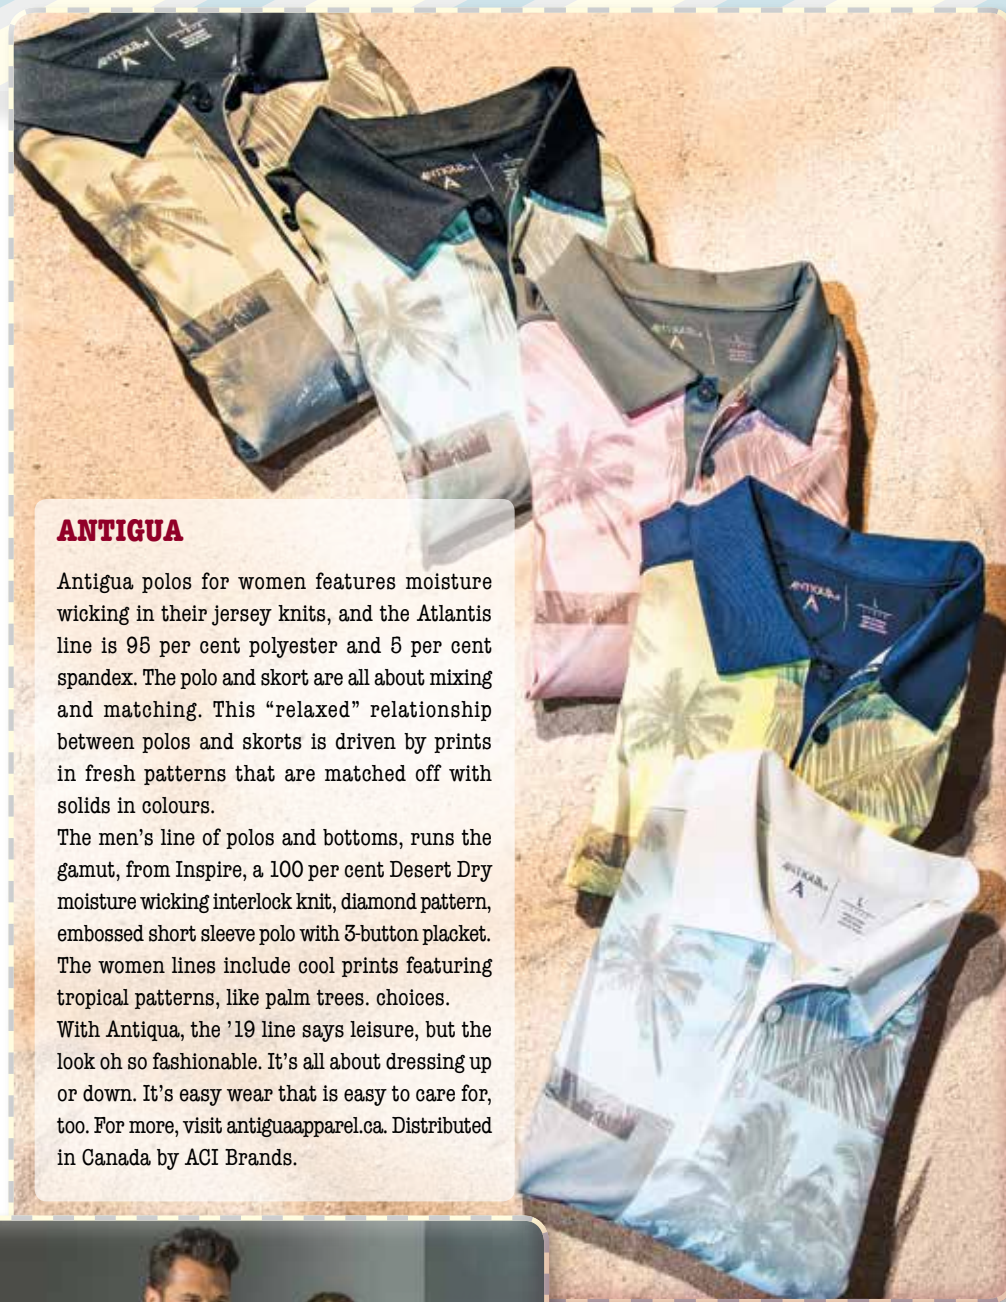 ANTIGUA
ANTIGUA
ANTIGUA
L
ANTIGUA
L
ANTIGUA
L
ANTIGUA
Antigua polos for women features moisture
wicking in their jersey knits, and the Atlantis
line is 95 per cent polyester and 5 per cent
spandex. The polo and skort are all about mixing
and matching. This “relaxed” relationship
between polos and skorts is driven by prints
in fresh patterns that are matched off with
solids in colours.
The men’s line of polos and bottoms, runs the
gamut, from Inspire, a 100 per cent Desert Dry
moisture wicking interlock knit, diamond pattern,
embossed short sleeve polo with 3-button placket.
The women lines include cool prints featuring
tropical patterns, like palm trees. choices.
With Antiqua, the ’19 line says leisure, but the
look oh so fashionable. It’s all about dressing up
or down. It’s easy wear that is easy to care for,
too. For more, visit antiguaapparel.ca. Distributed
in Canada by ACI Brands.